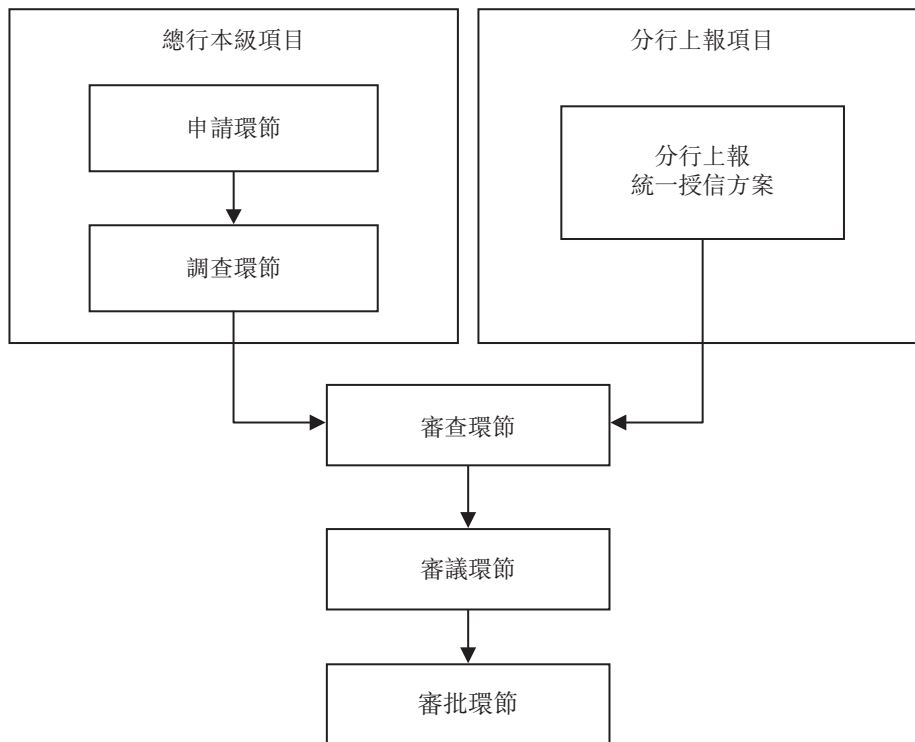 總行本級項目
申請環節
調查環節
分行上報項目
分行上報
統一授信方案
審查環節
審議環節
審批環節